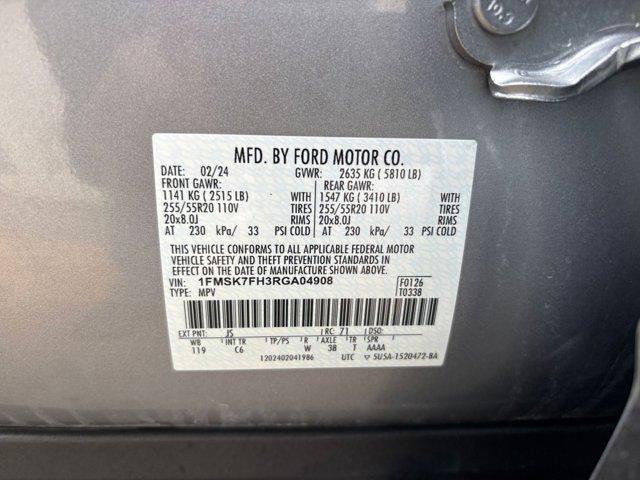 10.9
MFD. BY FORD MOTOR CO.
DATE: 02/24 GVWR: 2635 KG ( 5810 LB)
FRONT GAWR: REAR GAWR:
1141 KG ( 2515 LB) WITH 1547 KG ( 3410 LB) WITH
255/55R20 110V TIRES 255/55R20 110V TIRES
20x8.0J RIMS 20x8.0J RIMS
AT 230 kPa/ 33 PSI COLD AT 230 kPa/ 33 PSI COLD
THIS VEHICLE CONFORMS TO ALL APPLICABLE FEDERAL MOTOR
VEHICLE SAFETY AND THEFT PREVENTION STANDARDS IN
EFFECT ON THE DATE OF MANUFACTURE SHOWN ABOVE.
VIN: 1FMSK7FH3RGA04908 F0126
TYPE: MPV T0338
EXT PNT: JS RC: 71 DSO:
WB INT TR TP/PS R AXLE TR SPR
119 C6 W 3B T AAAA
1202402041986 UTC ▽ 5U5A-1520472-BA